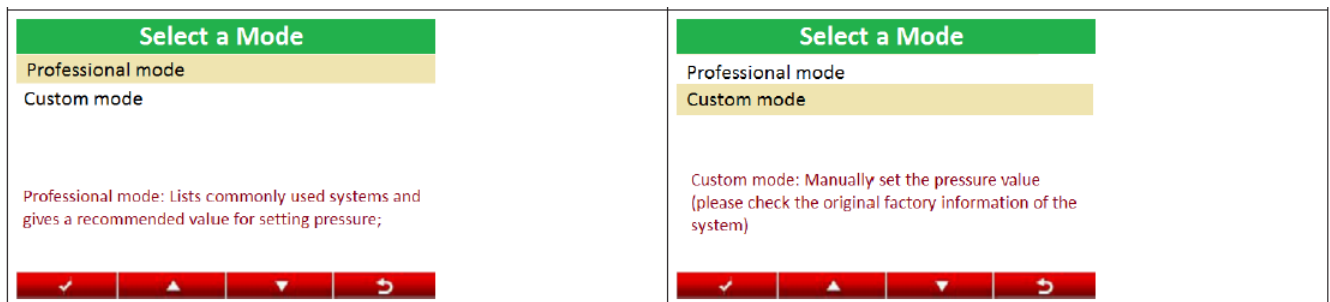 Select a Mode
Professional mode
Custom mode
Professional mode: Lists commonly used systems and
gives a recommended value for setting pressure;
Select a Mode
Professional mode
Custom mode
Custom mode: Manually set the pressure value
(please check the original factory information of the
system)